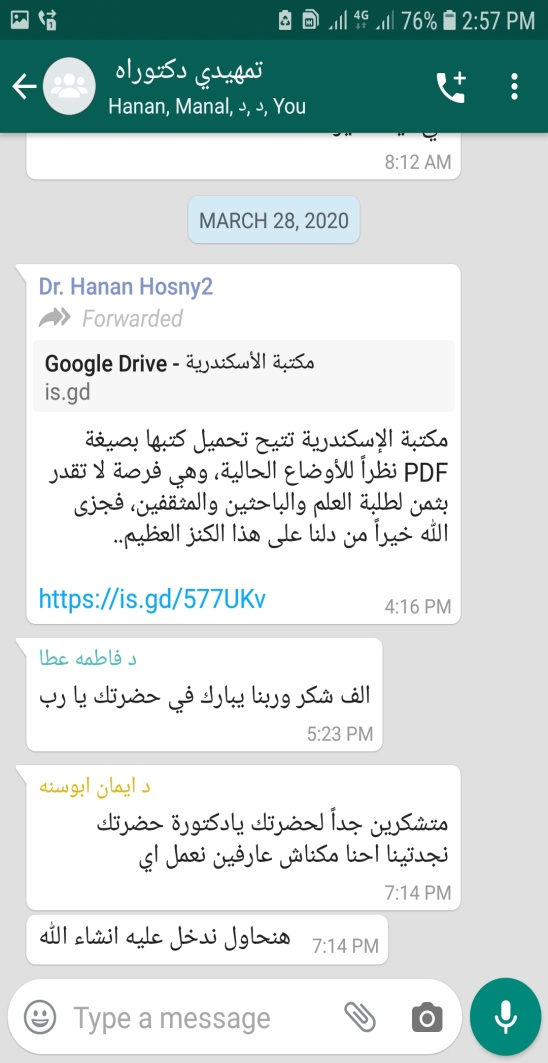 4G 76% 2:57 PM
تمهيدي دكتوراه
Hanan, Manal, د, د, You
8:12 AM
MARCH 28, 2020
Dr. Hanan Hosny2
Forwarded
Google Drive - مكتبة الأسكندرية
is.gd
مكتبة الإسكندرية تتيح تحميل كتبها بصيغة
PDF نظراً للأوضاع الحالية، وهي فرصة لا تقدر
بثمن لطلبة العلم والباحثين والمثقفين، فجزى
الله خيراً من دلنا على هذا الكنز العظيم..
https://is.gd/577UKv
4:16 PM
د فاطمه عطا
الف شكر وربنا يبارك في حضرتك يا رب
5:23 PM
د ايمان ابوسنه
متشكرين جداً لحضرتك يادكتورة حضرتك
نجدتينا احنا مكناش عارفين نعمل اي
7:14 PM
هنحاول ندخل عليه انشاء الله
7:14 PM
Type a message